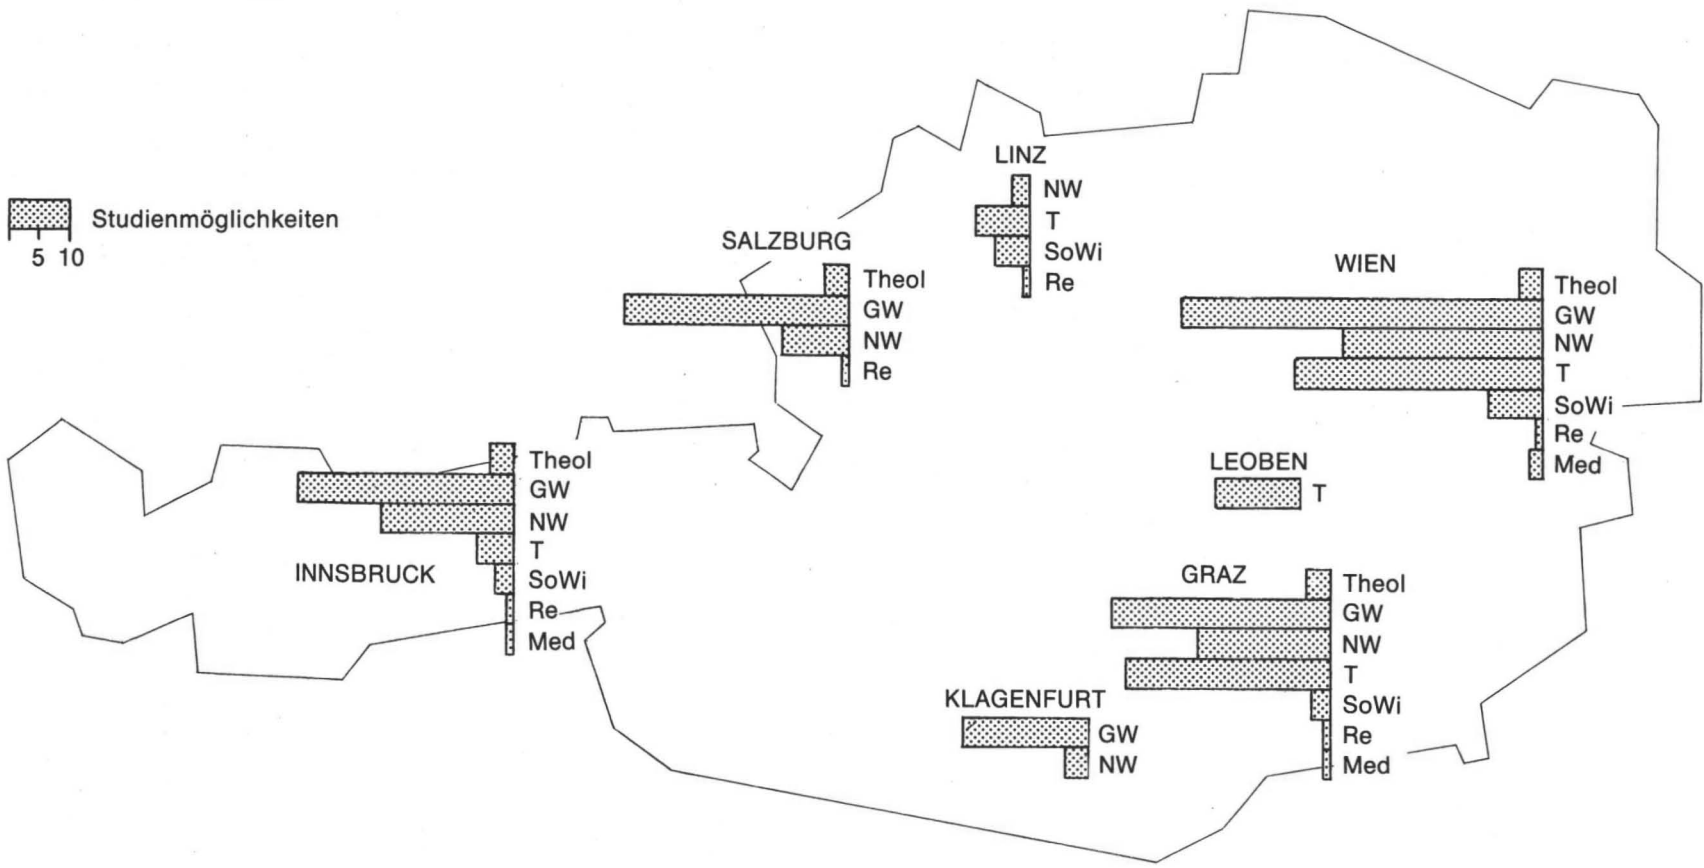 Studienmöglichkeiten
5 10
LINZ
NW
T
SoWi
Re
SALZBURG
Theol
GW
NW
Re
WIEN
Theol
GW
NW
T
SoWi
Re
Med
LEOBEN
T
INNSBRUCK
Theol
GW
NW
T
SoWi
Re
Med
GRAZ
Theol
GW
NW
T
SoWi
Re
Med
KLAGENFURT
GW
NW